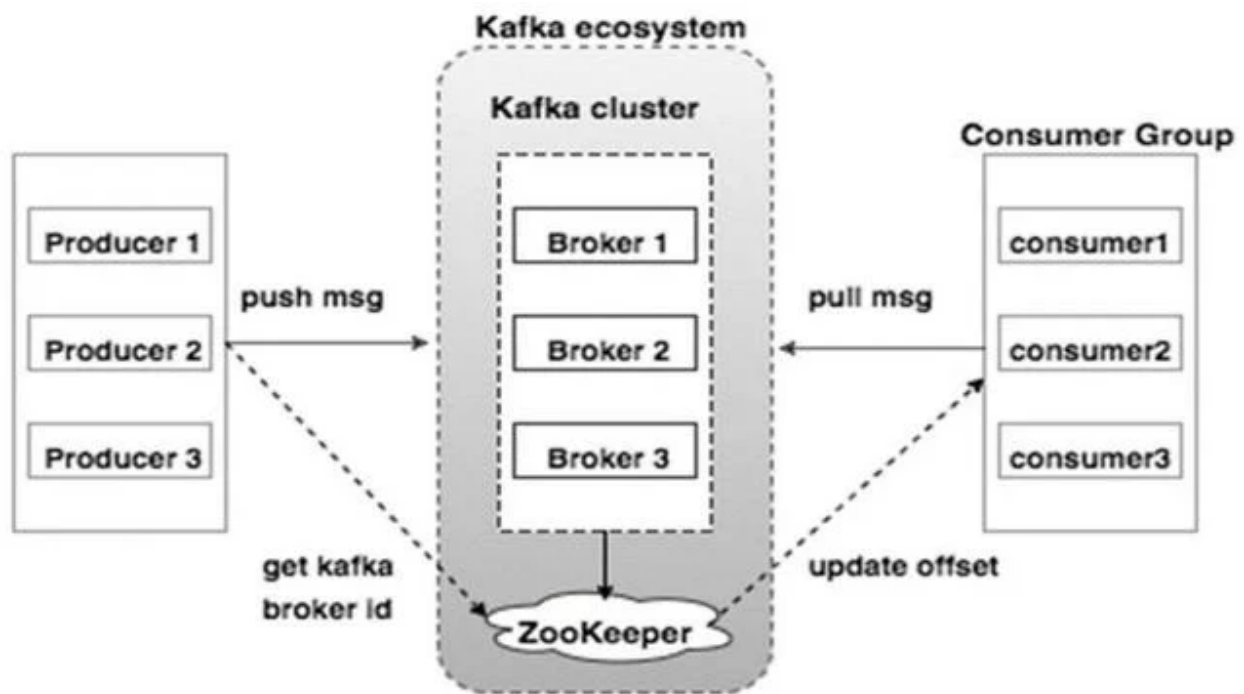 Kafka ecosystem
Kafka cluster
Consumer Group
Producer 1
Broker 1
consumer1
push msg
pull msg
Producer 2
Broker 2
consumer2
Producer 3
Broker 3
consumer3
get kafka
broker id
update offset
ZooKeeper